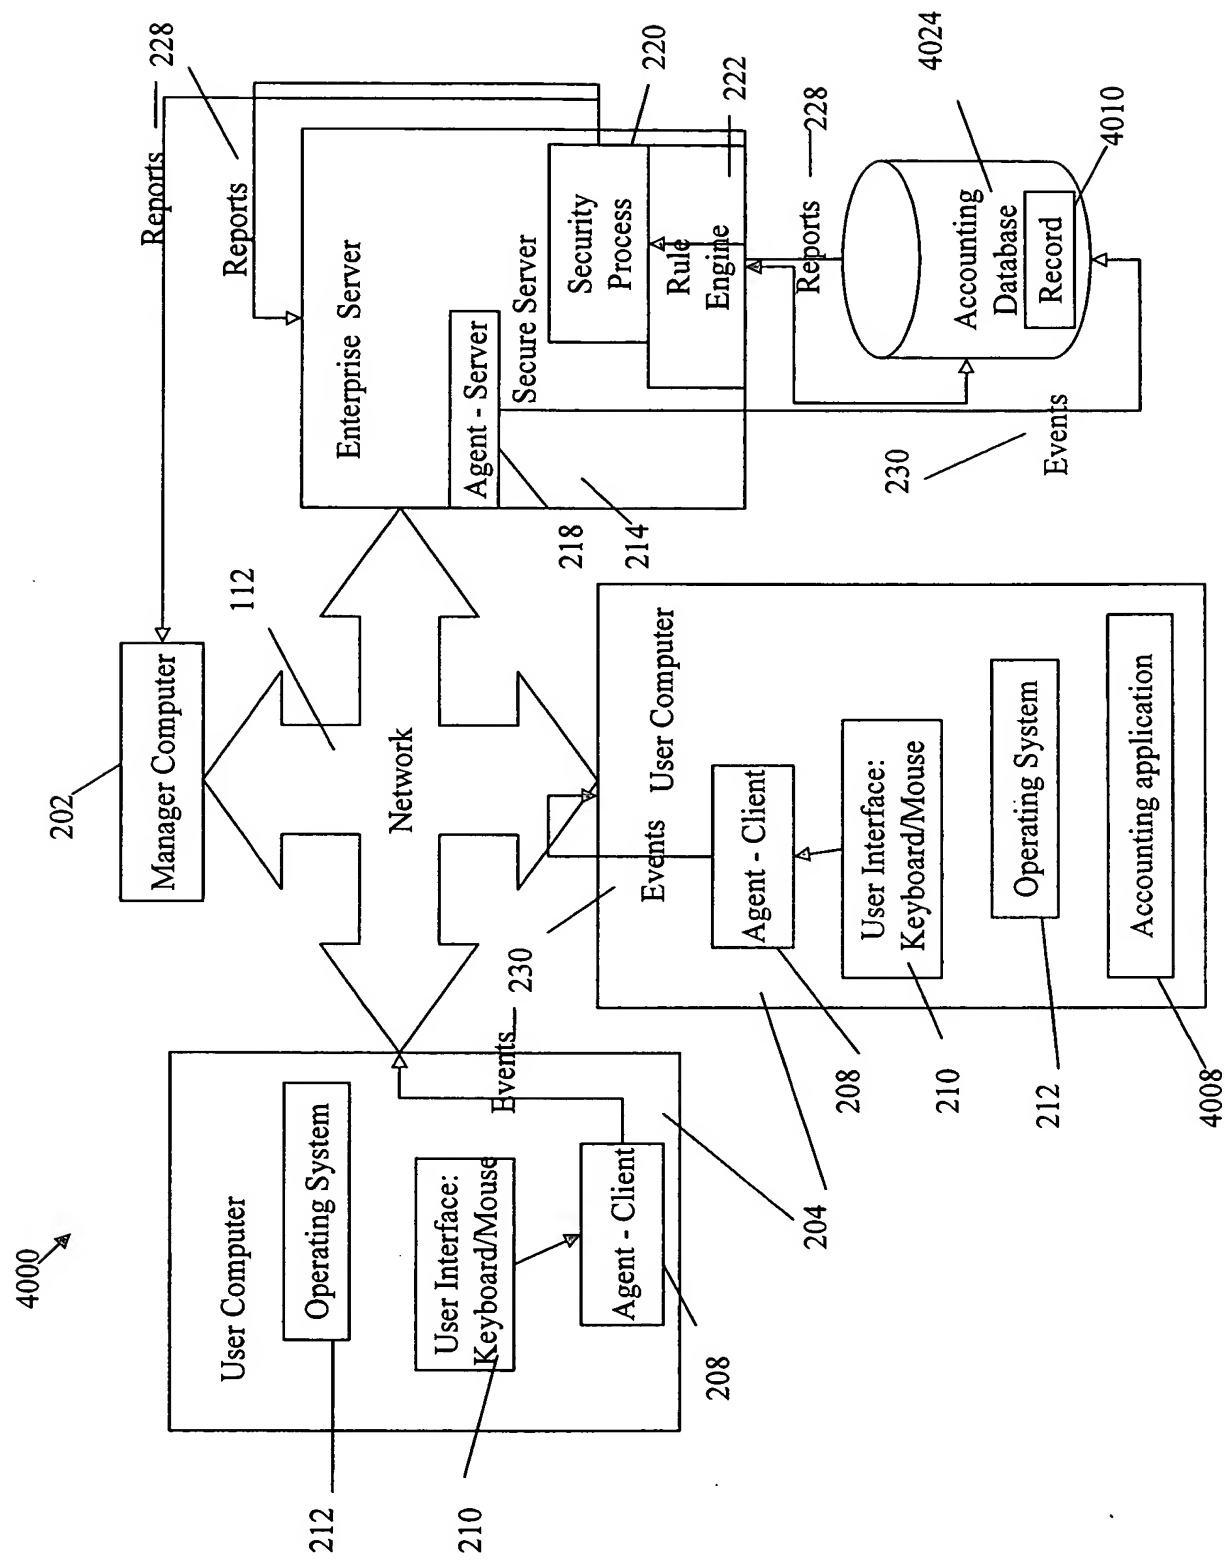 4000
202
Manager Computer
Reports
228
Reports
112
Network
Enterprise Server
Agent - Server
Secure Server
Security
Process
Rule
Engine
218
214
220
222
Reports
228
Accounting
Database
Record
4024
4010
230
Events
User Computer
Operating System
User Interface:
Keyboard/Mouse
Agent - Client
Events
230
212
210
208
204
User Computer
Events
Agent - Client
User Interface:
Keyboard/Mouse
Operating System
Accounting application
208
210
212
4008